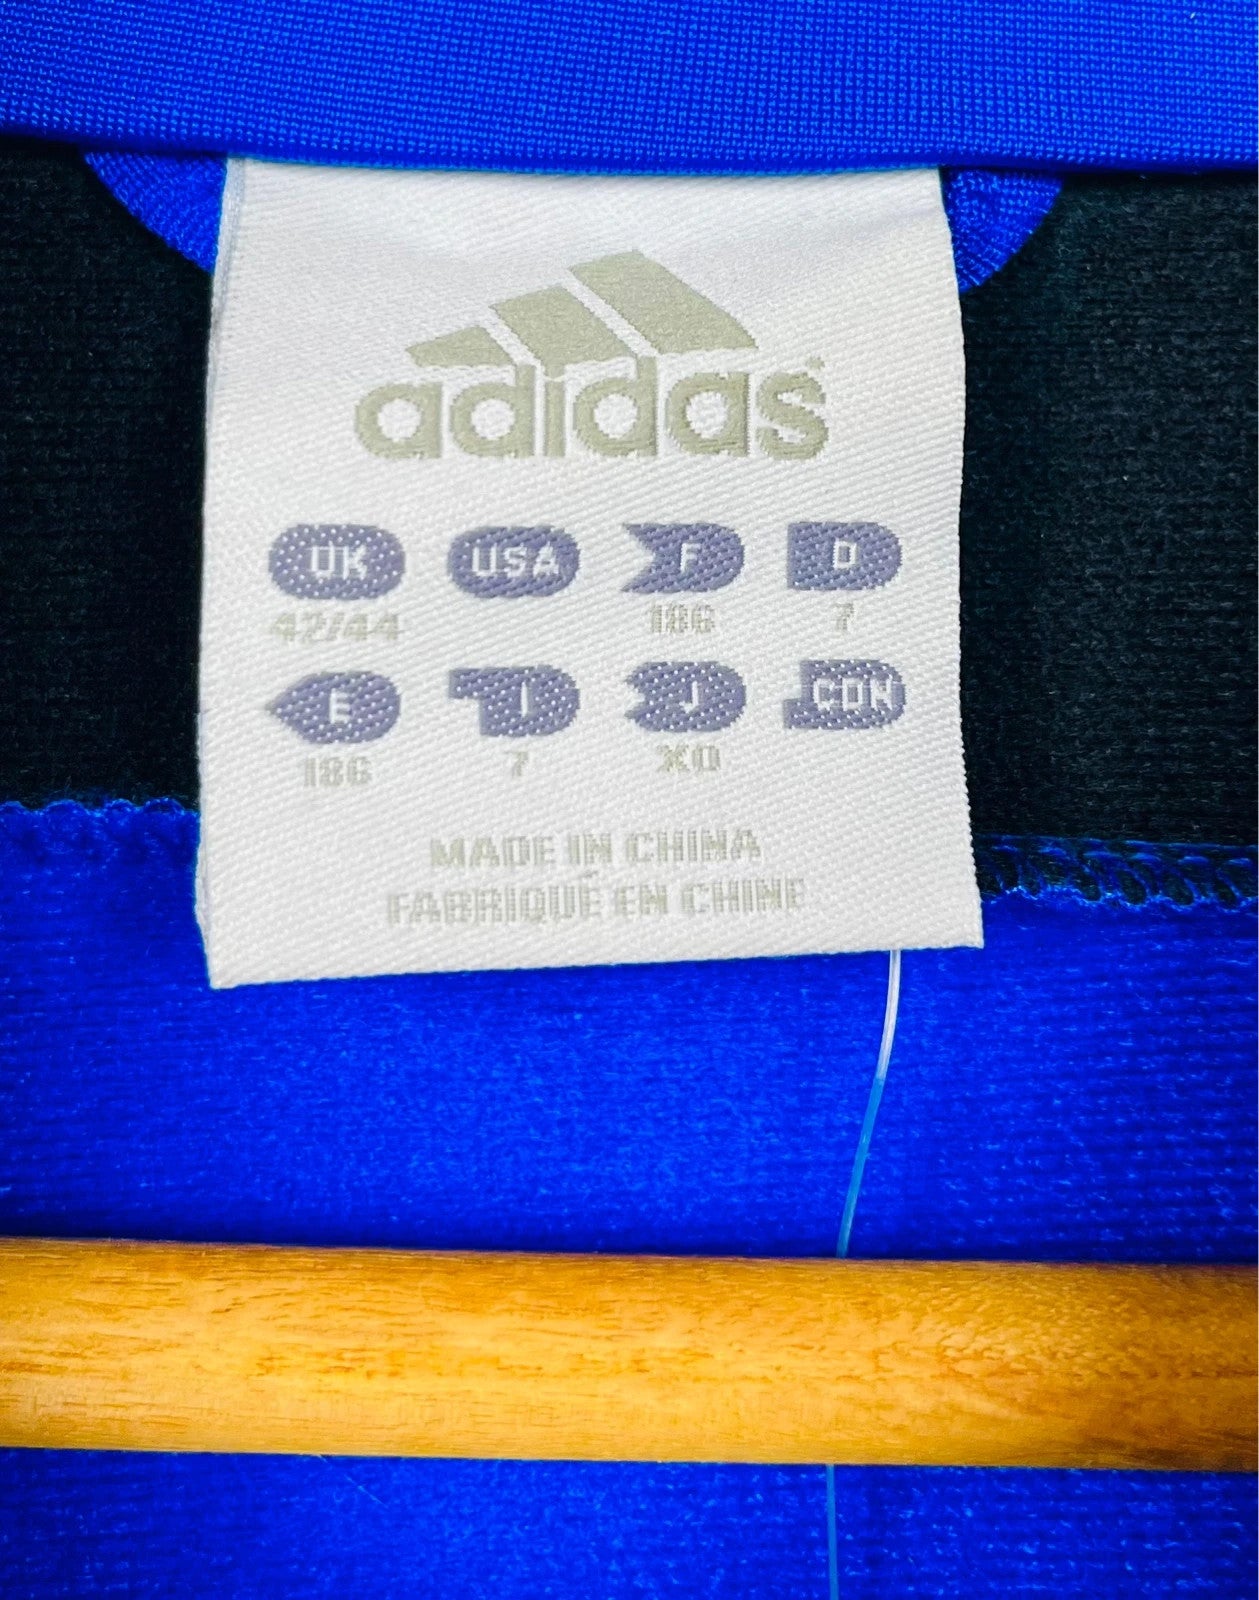 adidas
UK USA F D
42/44 186 7
E I J CDN
186 7 XO
MADE IN CHINA
FABRIQUÉ EN CHINE